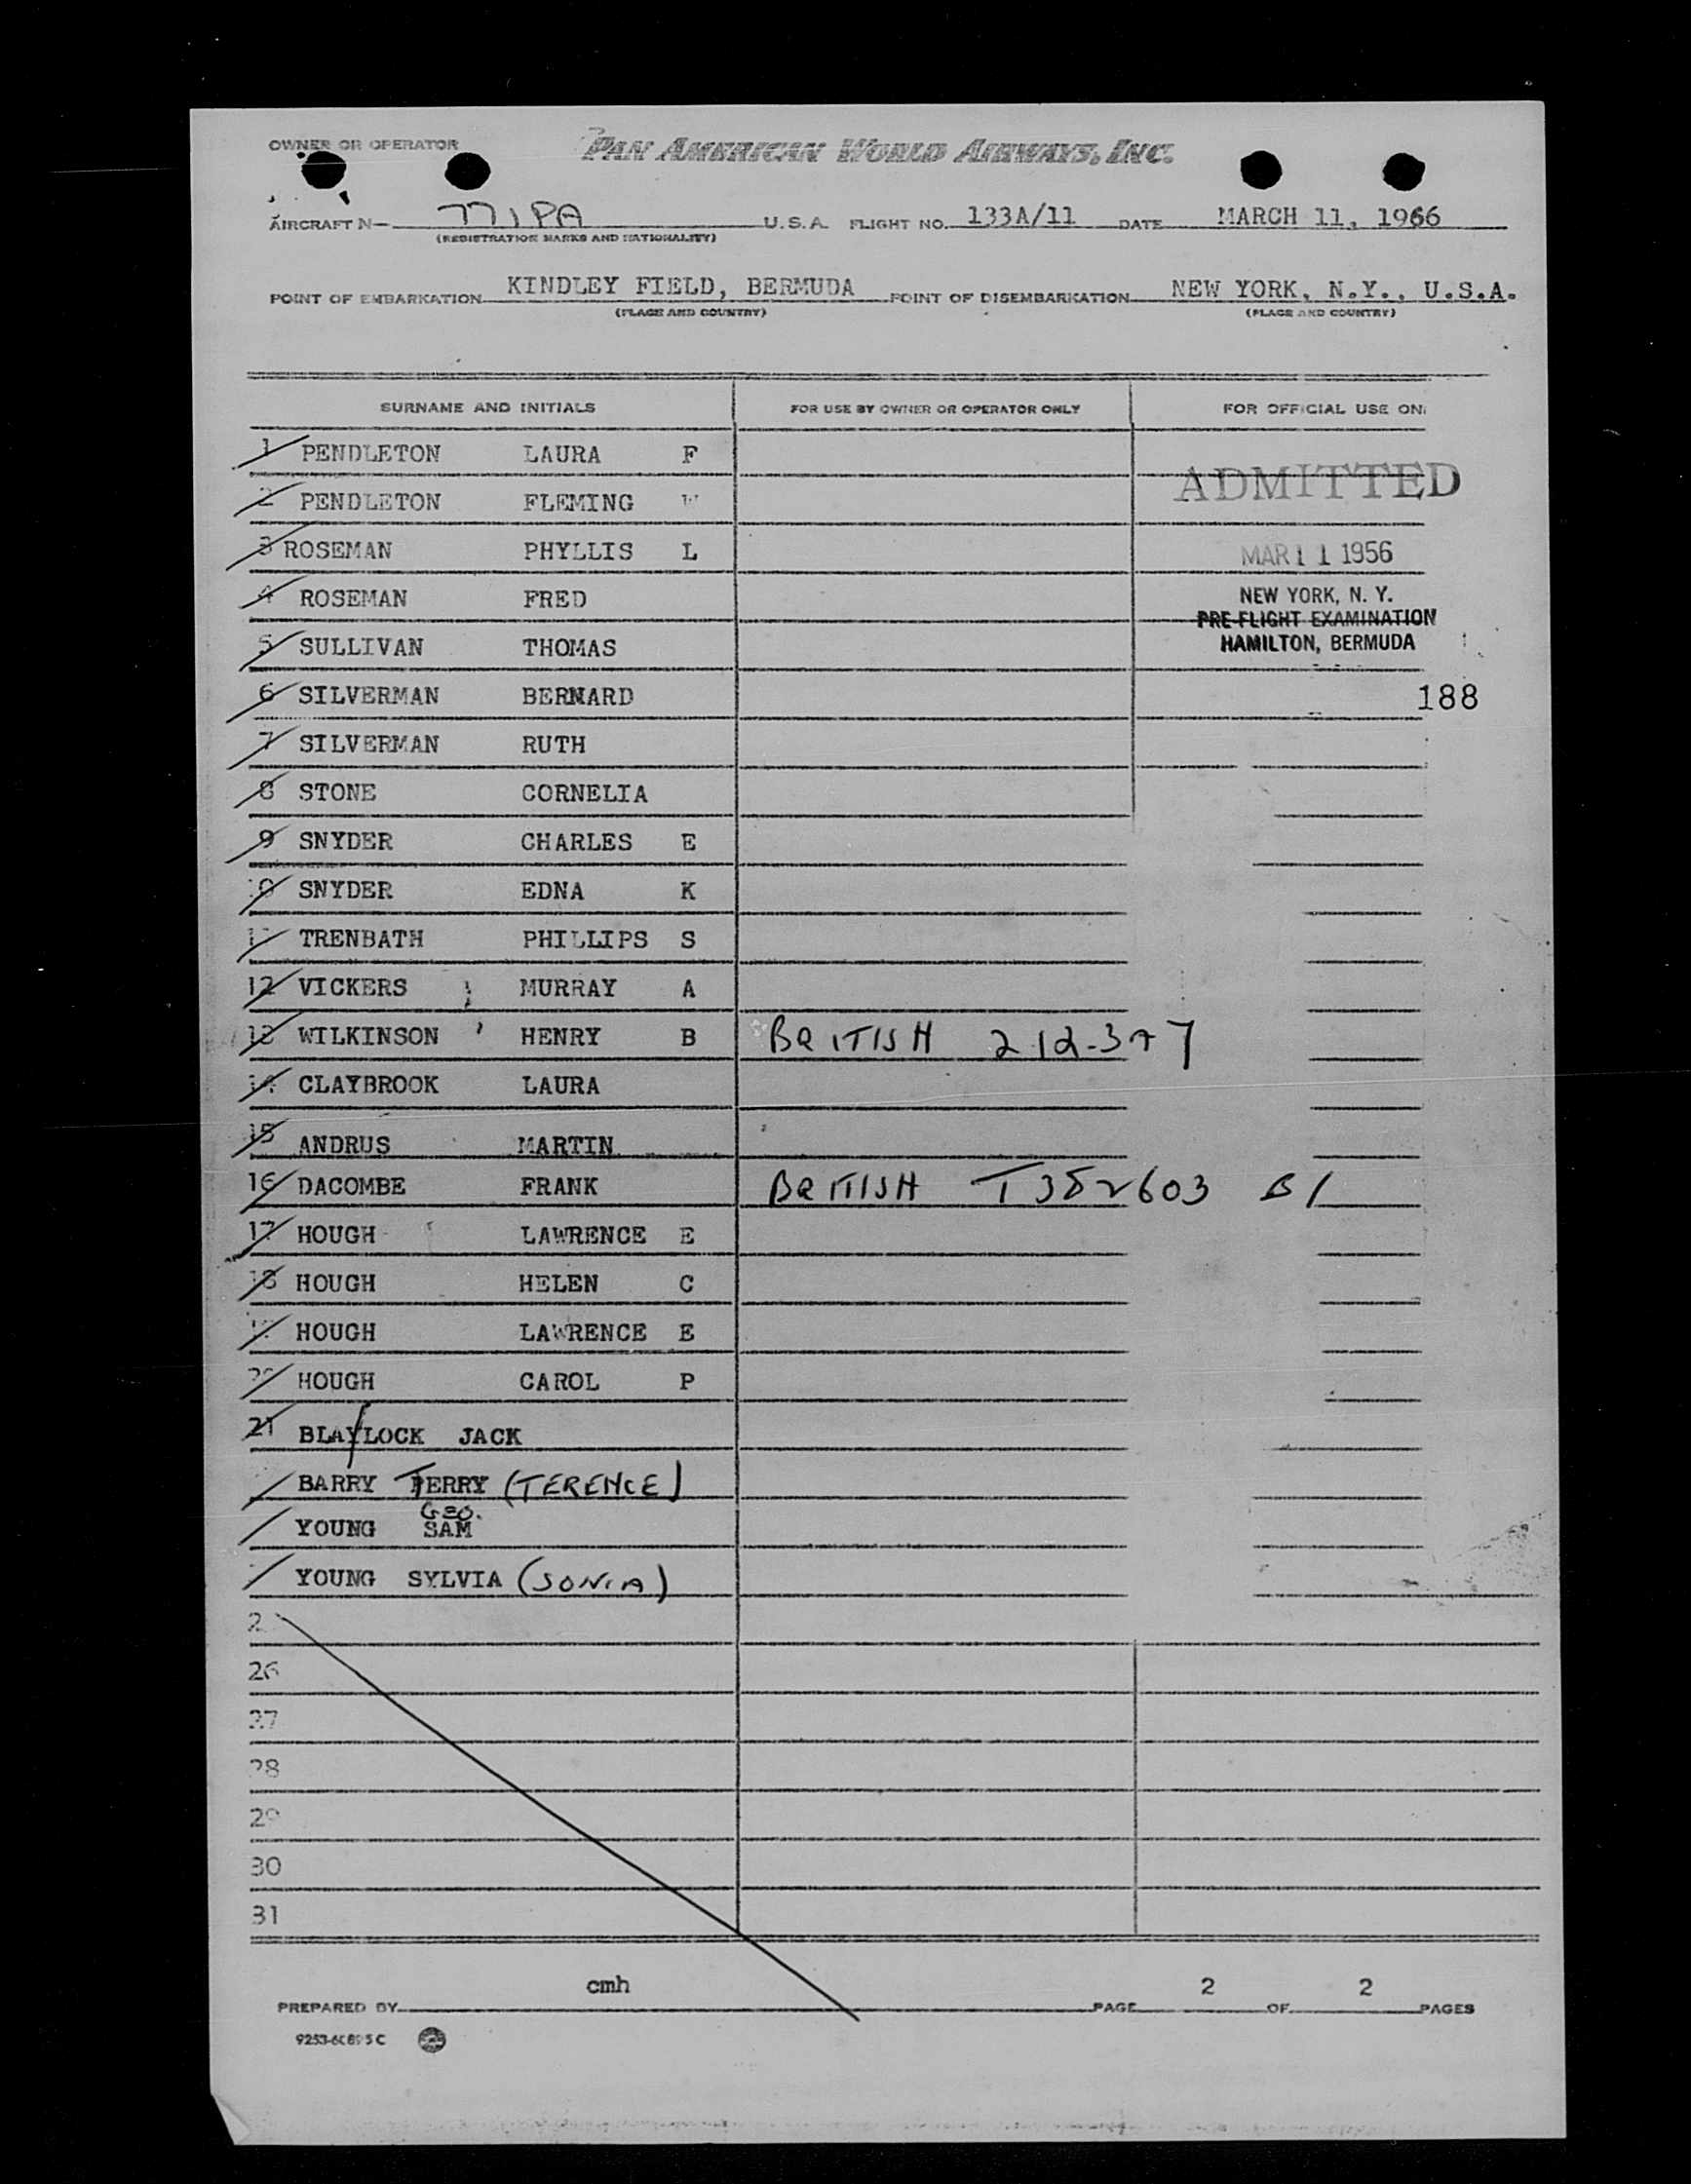 OWNER OR OPERATOR PAN AMERICAN WORLD AIRWAYS, INC.
AIRCRAFT N- 771PA U.S.A. FLIGHT NO. 133A/11 DATE MARCH 11, 1966
(REGISTRATION MARKS AND NATIONALITY)
POINT OF EMBARKATION KINDLEY FIELD, BERMUDA POINT OF DISEMBARKATION NEW YORK, N.Y., U.S.A.
(PLACE AND COUNTRY) (PLACE AND COUNTRY)
SURNAME AND INITIALS FOR USE BY OWNER OR OPERATOR ONLY FOR OFFICIAL USE ON
1 PENDLETON LAURA F
ADMITTED
2 PENDLETON FLEMING W
3 ROSEMAN PHYLLIS L MAR 11 1956
4 ROSEMAN FRED NEW YORK, N. Y.
PRE-FLIGHT EXAMINATION
5 SULLIVAN THOMAS HAMILTON, BERMUDA
6 SILVERMAN BERNARD 188
7 SILVERMAN RUTH
8 STONE CORNELIA
9 SNYDER CHARLES E
10 SNYDER EDNA K
TRENBATH PHILLIPS S
12 VICKERS MURRAY A
13 WILKINSON HENRY B BRITISH
14 CLAYBROOK LAURA
15 ANDRUS MARTIN
16 DACOMBE FRANK BRITISH T352603 B1
17 HOUGH LAWRENCE E
18 HOUGH HELEN C
HOUGH LAWRENCE E
20 HOUGH CAROL P
21 BLAYLOCK JACK
BARRY TERRY (TERENCE)
GEO.
YOUNG SAM
YOUNG SYLVIA (SONIA)
2
26
27
28
29
30
31
cmh 2 2
PREPARED BY PAGE OF PAGES